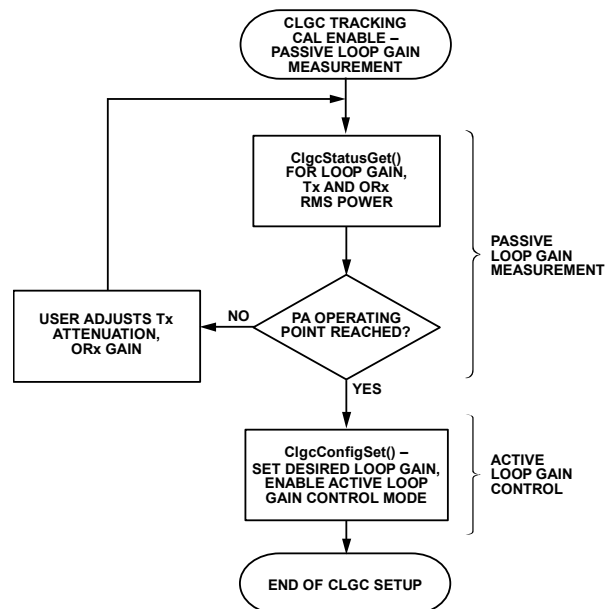 CLGC TRACKING
CAL ENABLE –
PASSIVE LOOP GAIN
MEASUREMENT
ClgcStatusGet()
FOR LOOP GAIN,
Tx AND ORx
RMS POWER
PASSIVE
LOOP GAIN
MEASUREMENT
PA OPERATING
POINT REACHED?
NO
USER ADJUSTS Tx
ATTENUATION,
ORx GAIN
YES
ClgcConfigSet() –
SET DESIRED LOOP GAIN,
ENABLE ACTIVE LOOP
GAIN CONTROL MODE
ACTIVE
LOOP GAIN
CONTROL
END OF CLGC SETUP